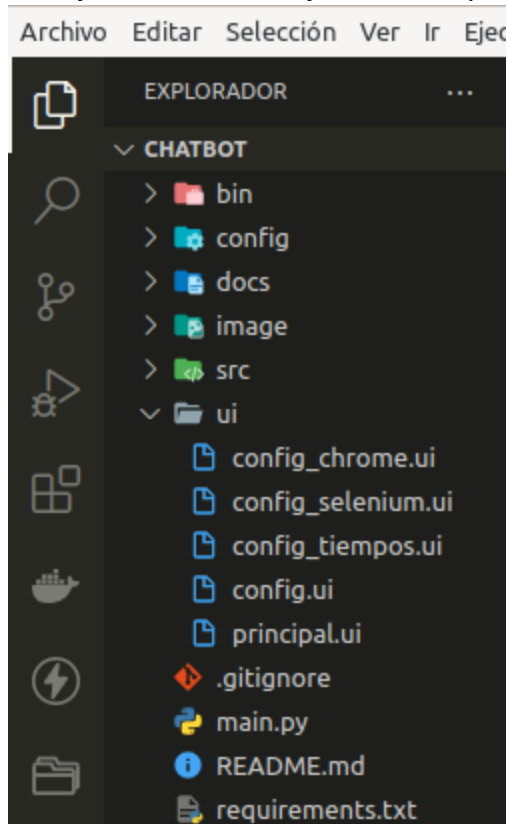 Archivo Editar Selección Ver Ir Ejec
EXPLORADOR ...
CHATBOT
bin
config
docs
image
src
ui
config_chrome.ui
config_selenium.ui
config_tiempos.ui
config.ui
principal.ui
.gitignore
main.py
README.md
requirements.txt